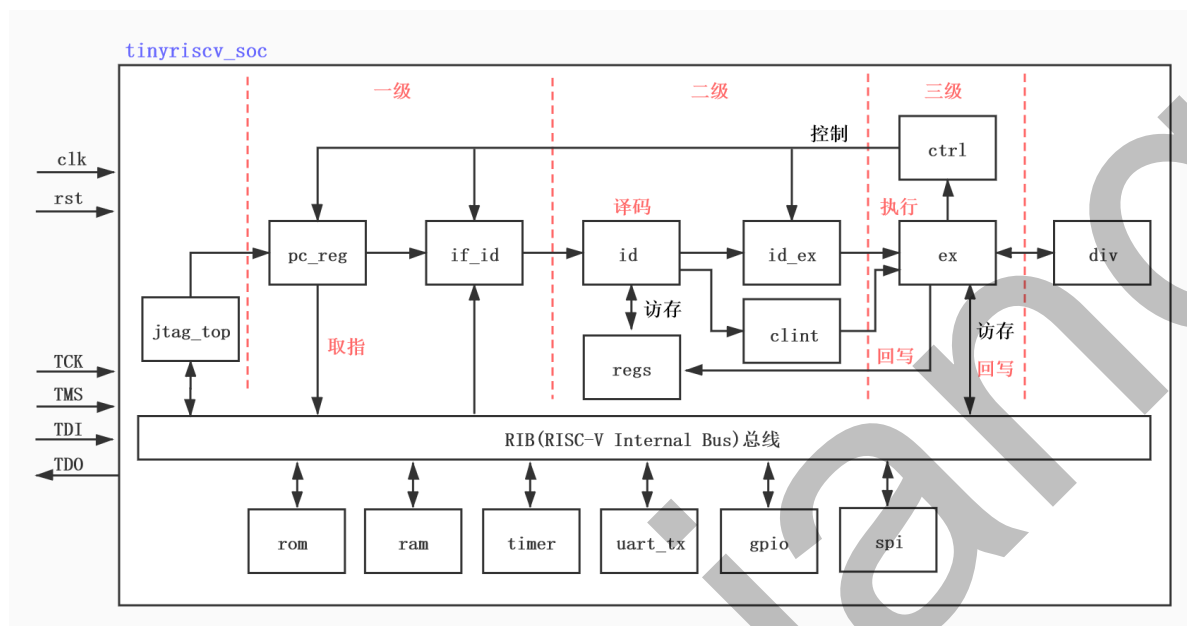 tinyriscv_soc
一级
二级
三级
控制
ctrl
clk
rst
译码
执行
pc_reg
if_id
id
id_ex
ex
div
jtag_top
取指
访存
clint
访存
regs
回写
回写
TCK
TMS
TDI
TDO
RIB(RISC-V Internal Bus)总线
rom
ram
timer
uart_tx
gpio
spi